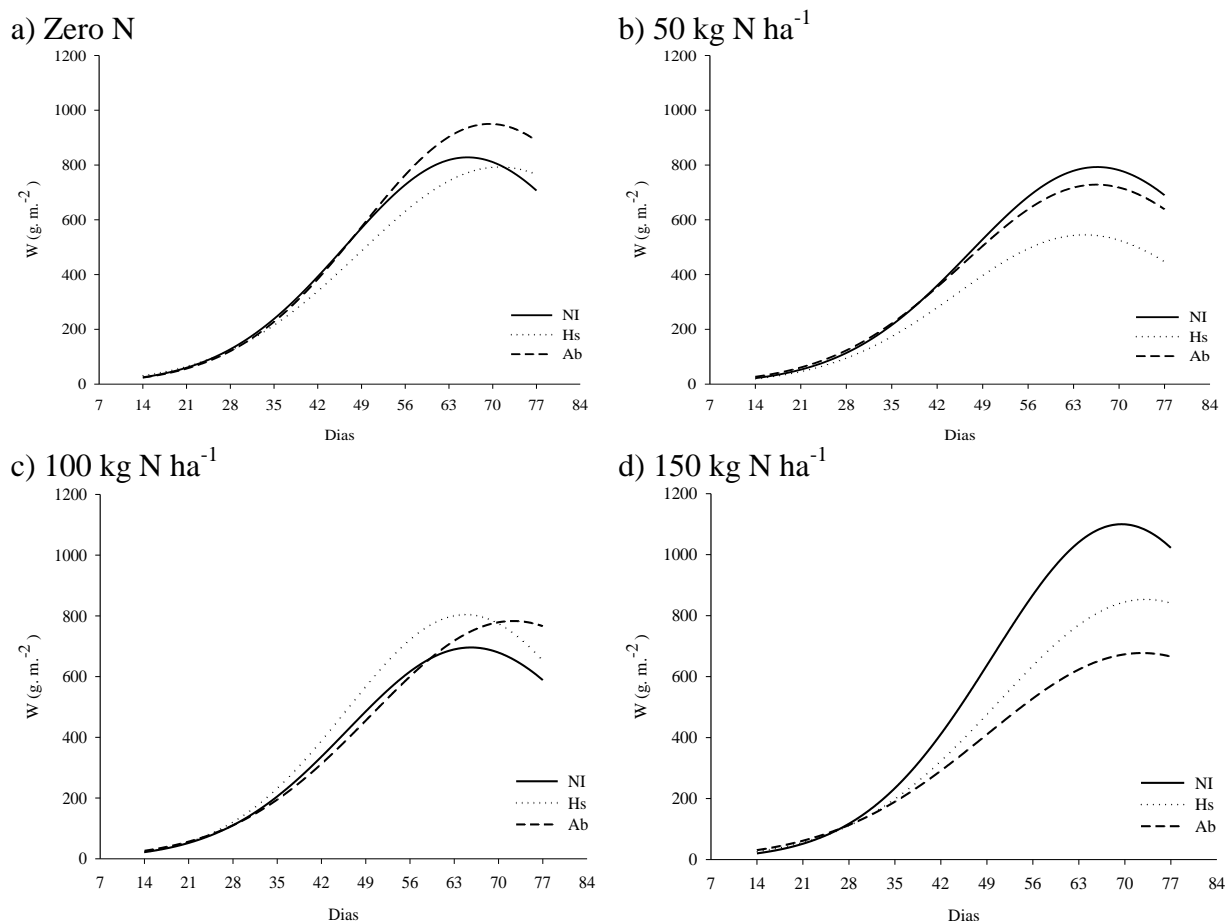 a) Zero N
1200
1000
800
600
400
200
0
W (g. m.-2 )
7 14 21 28 35 42 49 56 63 70 77 84
Dias
NI
Hs
Ab
b) 50 kg N ha-1
1200
1000
800
600
400
200
0
W (g. m.-2 )
7 14 21 28 35 42 49 56 63 70 77 84
Dias
NI
Hs
Ab
c) 100 kg N ha-1
1200
1000
800
600
400
200
0
W (g. m.-2 )
7 14 21 28 35 42 49 56 63 70 77 84
Dias
NI
Hs
Ab
d) 150 kg N ha-1
1200
1000
800
600
400
200
0
W (g. m.-2 )
7 14 21 28 35 42 49 56 63 70 77 84
Dias
NI
Hs
Ab